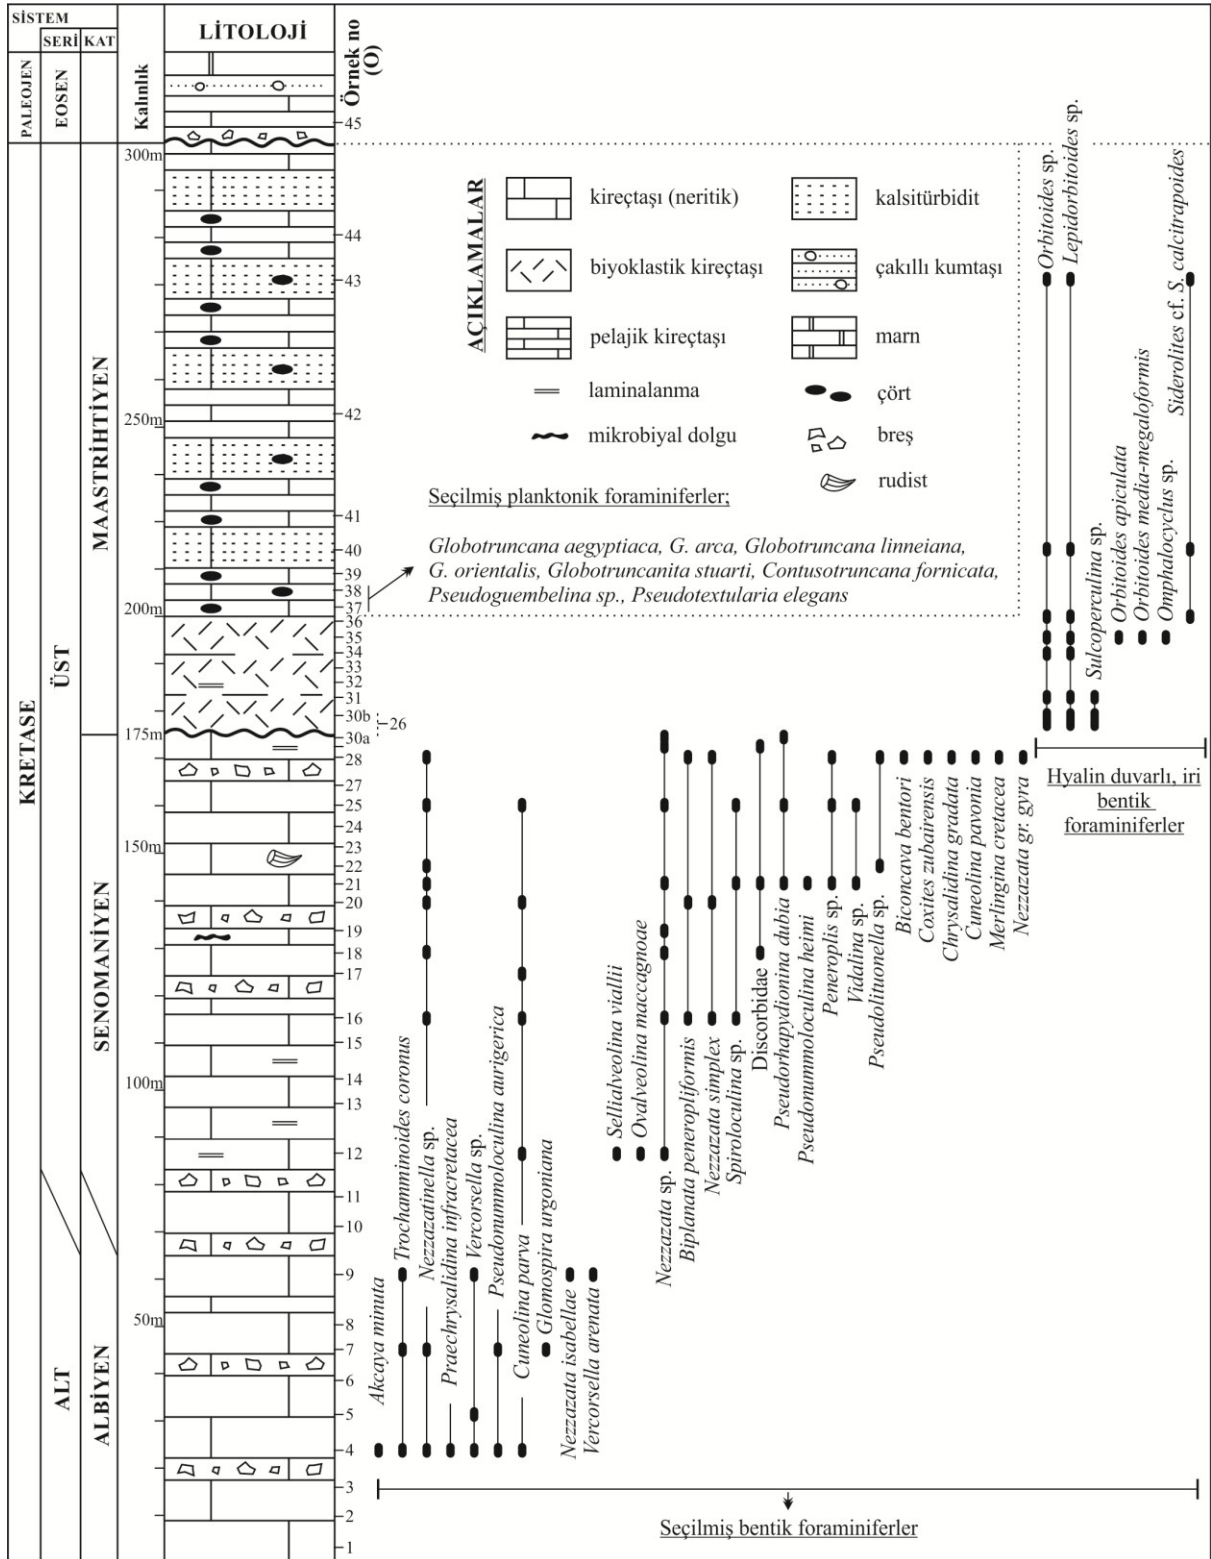 SİSTEM
SERİ
KAT
LİTOLOJİ
Kalınlık
Örnek no
(O)
PALEOJEN
EOSEN
KRETASE
ÜST
ALT
MAASTRİHTİYEN
SENOMANİYEN
ALBİYEN
300m
250m
200m
175m
150m
100m
50m
45
44
43
42
41
40
39
38
37
36
35
34
33
32
31
30b
26
30a
28
27
25
24
23
22
21
20
19
18
17
16
15
14
13
12
11
10
9
8
7
6
5
4
3
2
1
AÇIKLAMALAR
kireçtaşı (neritik)
kalsitürbidit
biyoklastik kireçtaşı
çakıllı kumtaşı
pelajik kireçtaşı
marn
laminalanma
çört
mikrobiyal dolgu
breş
rudist
Seçilmiş planktonik foraminiferler;
Globotruncana aegyptiaca, G. arca, Globotruncana linneiana,
G. orientalis, Globotruncanita stuarti, Contusotruncana fornicata,
Pseudoguembelina sp., Pseudotextularia elegans
Akcaya minuta
Trochamminoides coronus
Nezzazatinella sp.
Praechrysalidina infracretacea
Vercorsella sp.
Pseudonummoloculina aurigerica
Cuneolina parva
Glomospira urgoniana
Nezzazata isabellae
Vercorsella arenata
Sellialveolina viallii
Ovalveolina maccagnoae
Nezzazata sp.
Biplanata peneropliformis
Nezzazata simplex
Spiroloculina sp.
Discorbidae
Pseudorhapydionina dubia
Pseudonummoloculina heimi
Peneroplis sp.
Vidalina sp.
Pseudolituonella sp.
Biconcava bentori
Coxites zubairensis
Chrysalidina gradata
Cuneolina pavonia
Merlingina cretacea
Nezzazata gr. gyra
Orbitoides sp.
Lepidorbitoides sp.
Sulcoperculina sp.
Orbitoides apiculata
Orbitoides media-megaloformis
Omphalocyclus sp.
Siderolites cf. S. calcitrapoides
Hyalin duvarlı, iri
bentik
foraminiferler
Seçilmiş bentik foraminiferler